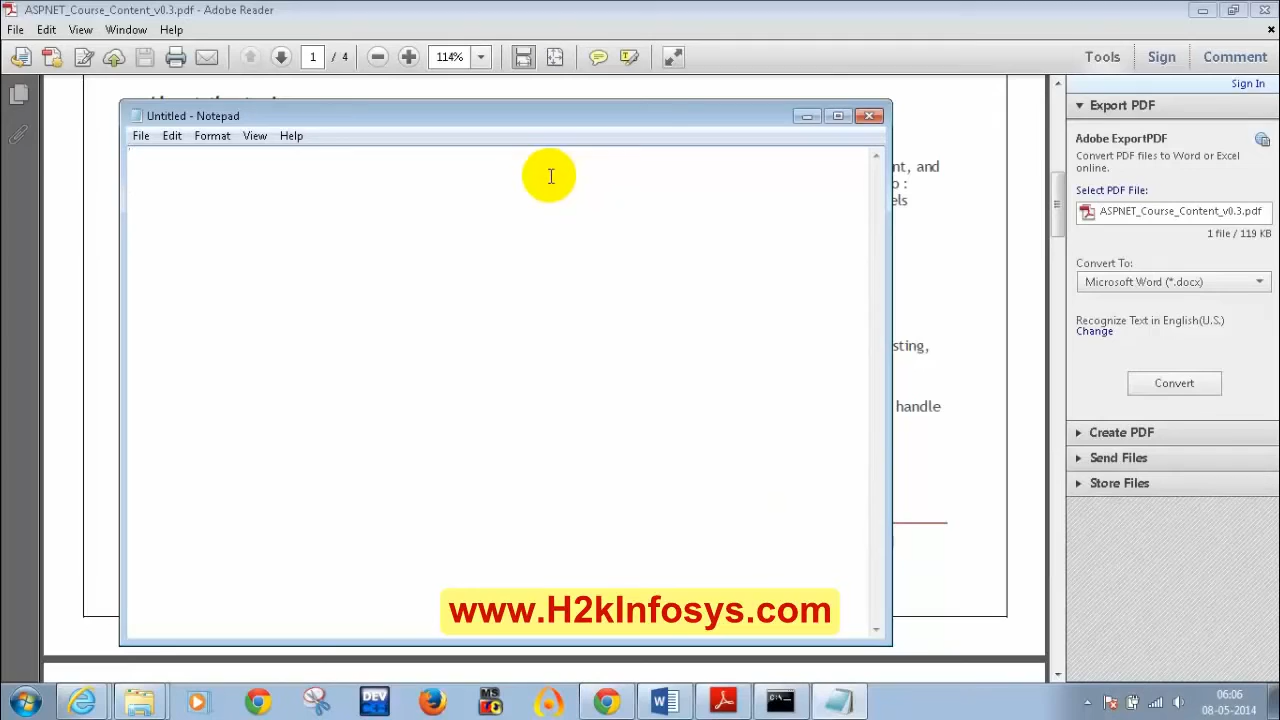 ASPNET_Course_Content_v0.3.pdf - Adobe Reader
File Edit View Window Help
1 / 4 114% Tools Sign Comment
Sign In
Export PDF
Adobe ExportPDF
Convert PDF files to Word or Excel
online.
Select PDF File:
ASPNET_Course_Content_v0.3.pdf
1 file / 119 KB
Convert To:
Microsoft Word (*.docx)
Recognize Text in English(U.S.)
Change
Convert
Create PDF
Send Files
Store Files
Untitled - Notepad
File Edit Format View Help
nt, and
o :
els
sting,
handle
www.H2kInfosys.com
DEV
MS
C:\
06:06
08-05-2014